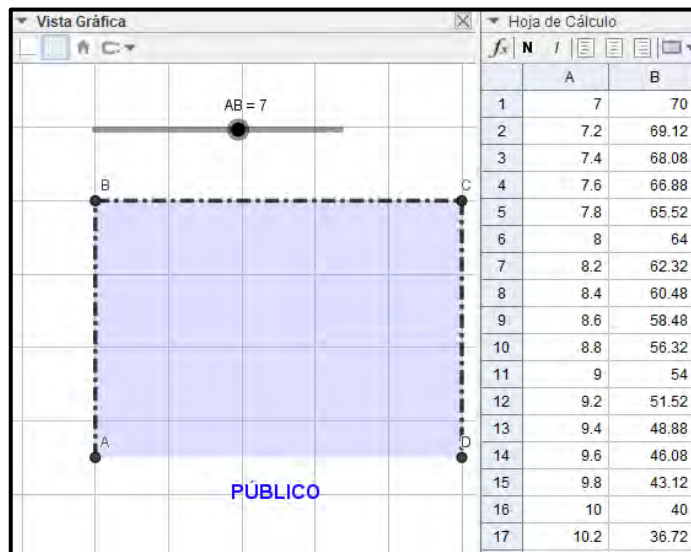 Vista Gráfica
AB = 7
B
C
A
D
PÚBLICO
Hoja de Cálculo
fx N I
A B
1 7 70
2 7.2 69.12
3 7.4 68.08
4 7.6 66.88
5 7.8 65.52
6 8 64
7 8.2 62.32
8 8.4 60.48
9 8.6 58.48
10 8.8 56.32
11 9 54
12 9.2 51.52
13 9.4 48.88
14 9.6 46.08
15 9.8 43.12
16 10 40
17 10.2 36.72